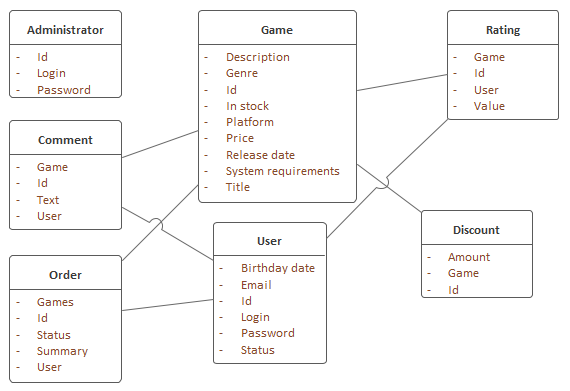 Administrator
- Id
- Login
- Password
Game
- Description
- Genre
- Id
- In stock
- Platform
- Price
- Release date
- System requirements
- Title
Rating
- Game
- Id
- User
- Value
Comment
- Game
- Id
- Text
- User
User
- Birthday date
- Email
- Id
- Login
- Password
- Status
Discount
- Amount
- Game
- Id
Order
- Games
- Id
- Status
- Summary
- User